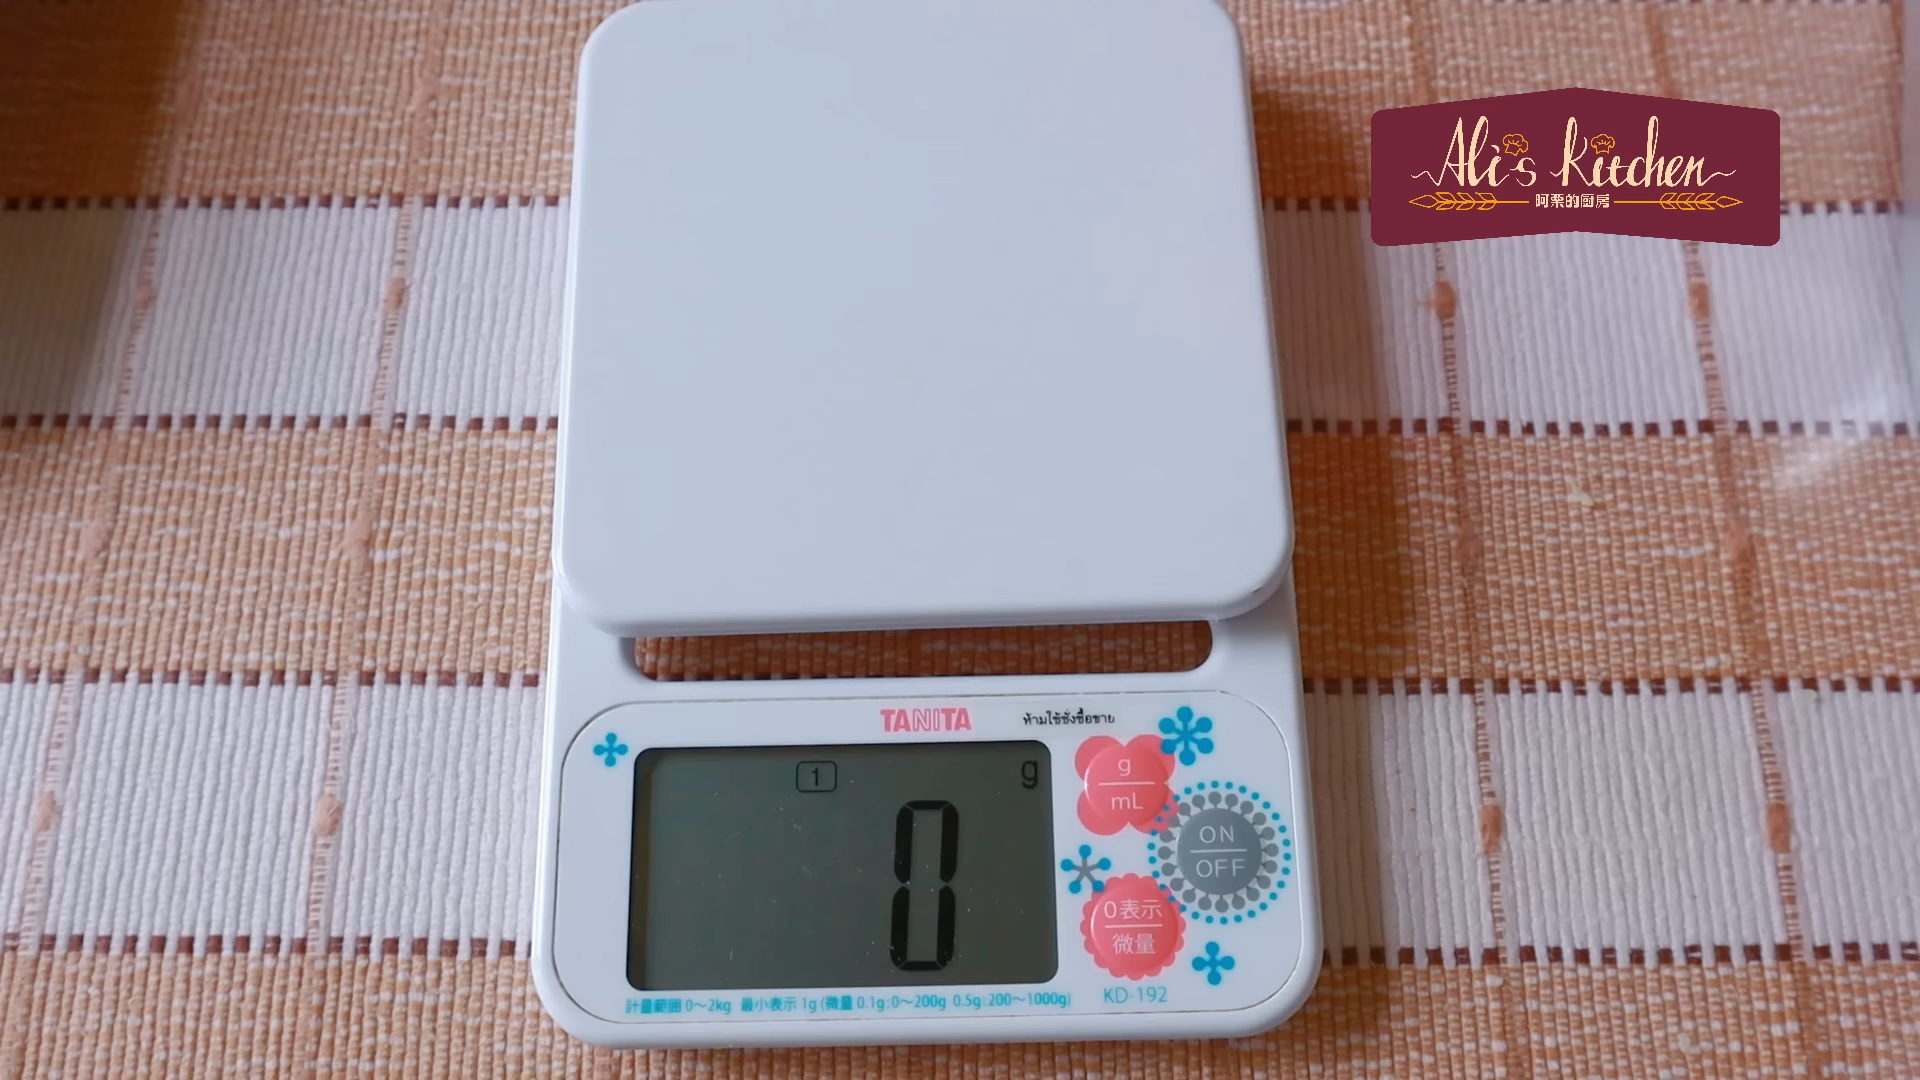 Ali's Kitchen
阿栗的厨房
TANITA
ห้ามใช้ชั่งซื้อขาย
1
g
0
g
mL
ON
OFF
0表示
微量
計量範囲 0～2kg 最小表示 1g (微量 0.1g:0～200g 0.5g:200～1000g)
KD-192